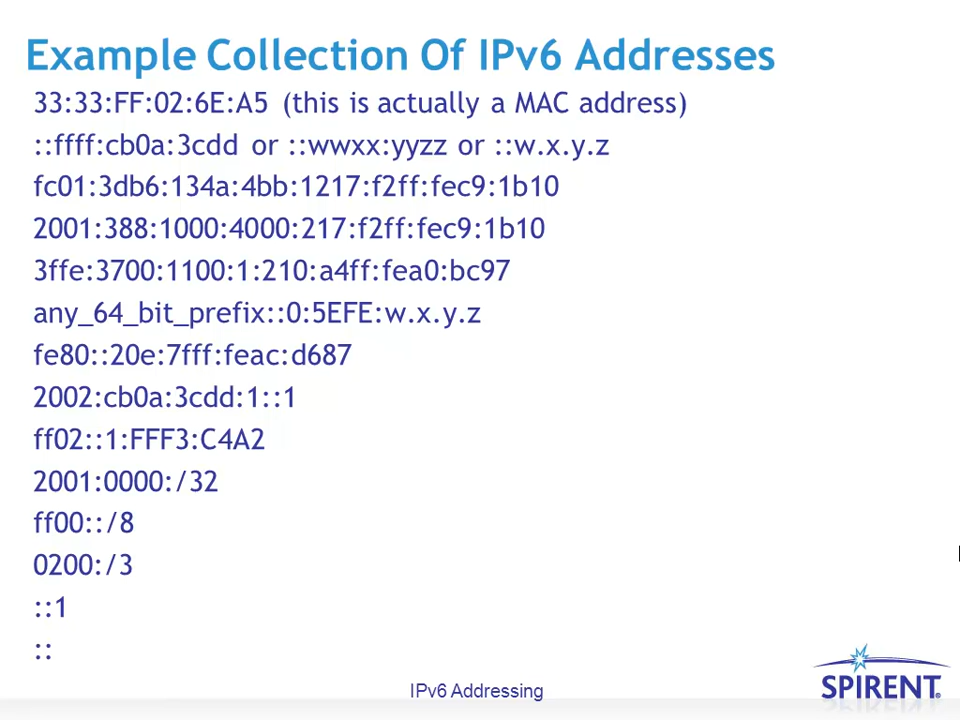 Example Collection Of IPv6 Addresses
33:33:FF:02:6E:A5 (this is actually a MAC address)
::ffff:cb0a:3cdd or ::wwxx:yyzz or ::w.x.y.z
fc01:3db6:134a:4bb:1217:f2ff:fec9:1b10
2001:388:1000:4000:217:f2ff:fec9:1b10
3ffe:3700:1100:1:210:a4ff:fea0:bc97
any_64_bit_prefix::0:5EFE:w.x.y.z
fe80::20e:7fff:feac:d687
2002:cb0a:3cdd:1::1
ff02::1:FFF3:C4A2
2001:0000:/32
ff00::/8
0200:/3
::1
::
IPv6 Addressing
SPIRENT®